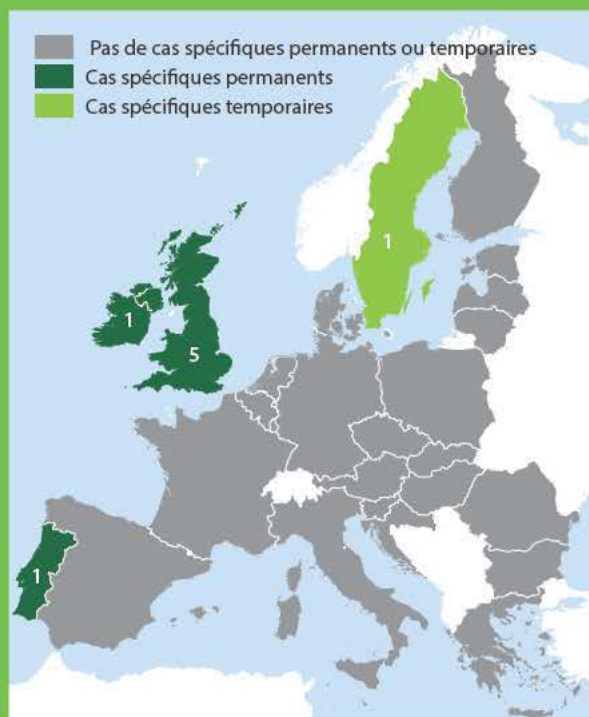 Pas de cas spécifiques permanents ou temporaires
Cas spécifiques permanents
Cas spécifiques temporaires
1
1
5
1